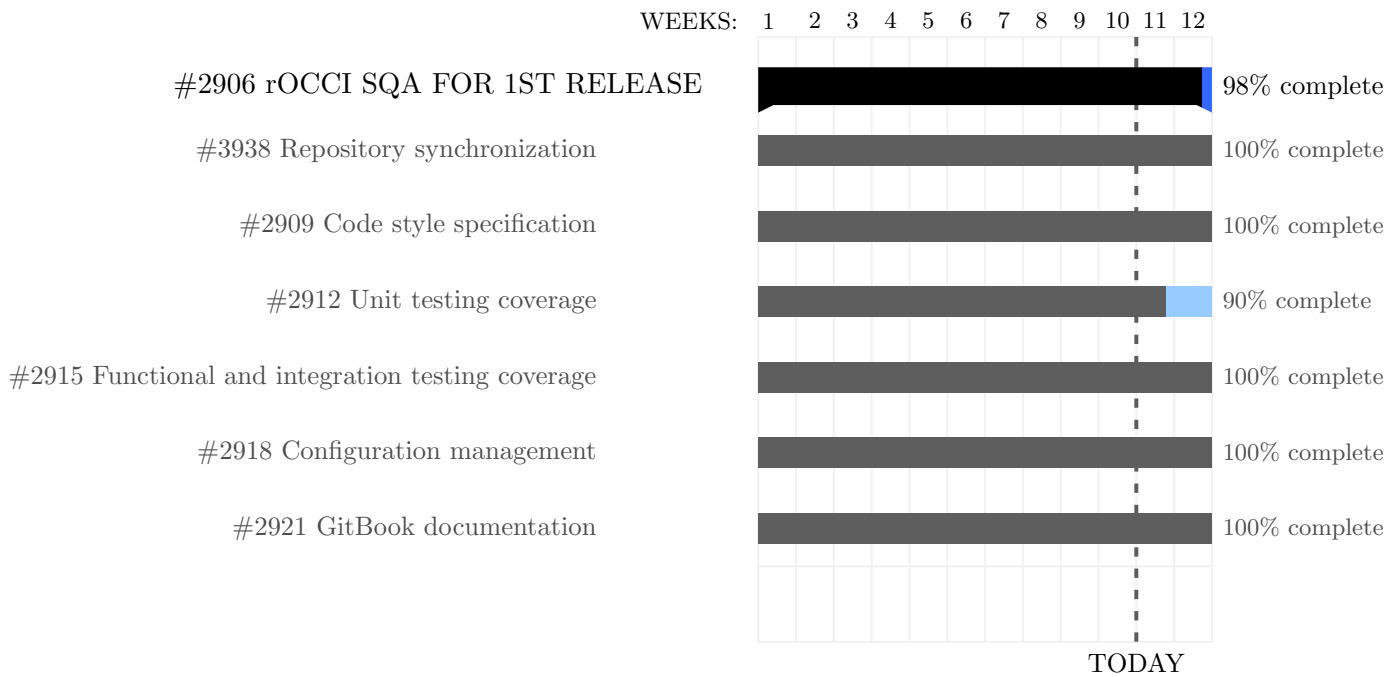 WEEKS: 1 2 3 4 5 6 7 8 9 10 11 12
#2906 rOCCI SQA FOR 1ST RELEASE 98% complete
#3938 Repository synchronization 100% complete
#2909 Code style specification 100% complete
#2912 Unit testing coverage 90% complete
#2915 Functional and integration testing coverage 100% complete
#2918 Configuration management 100% complete
#2921 GitBook documentation 100% complete
TODAY